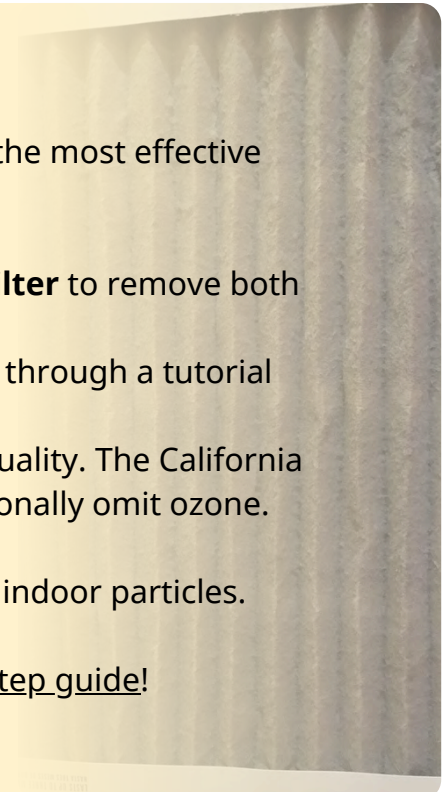 the most effective
lter to remove both
through a tutorial
uality. The California
onally omit ozone.
indoor particles.
tep guide!